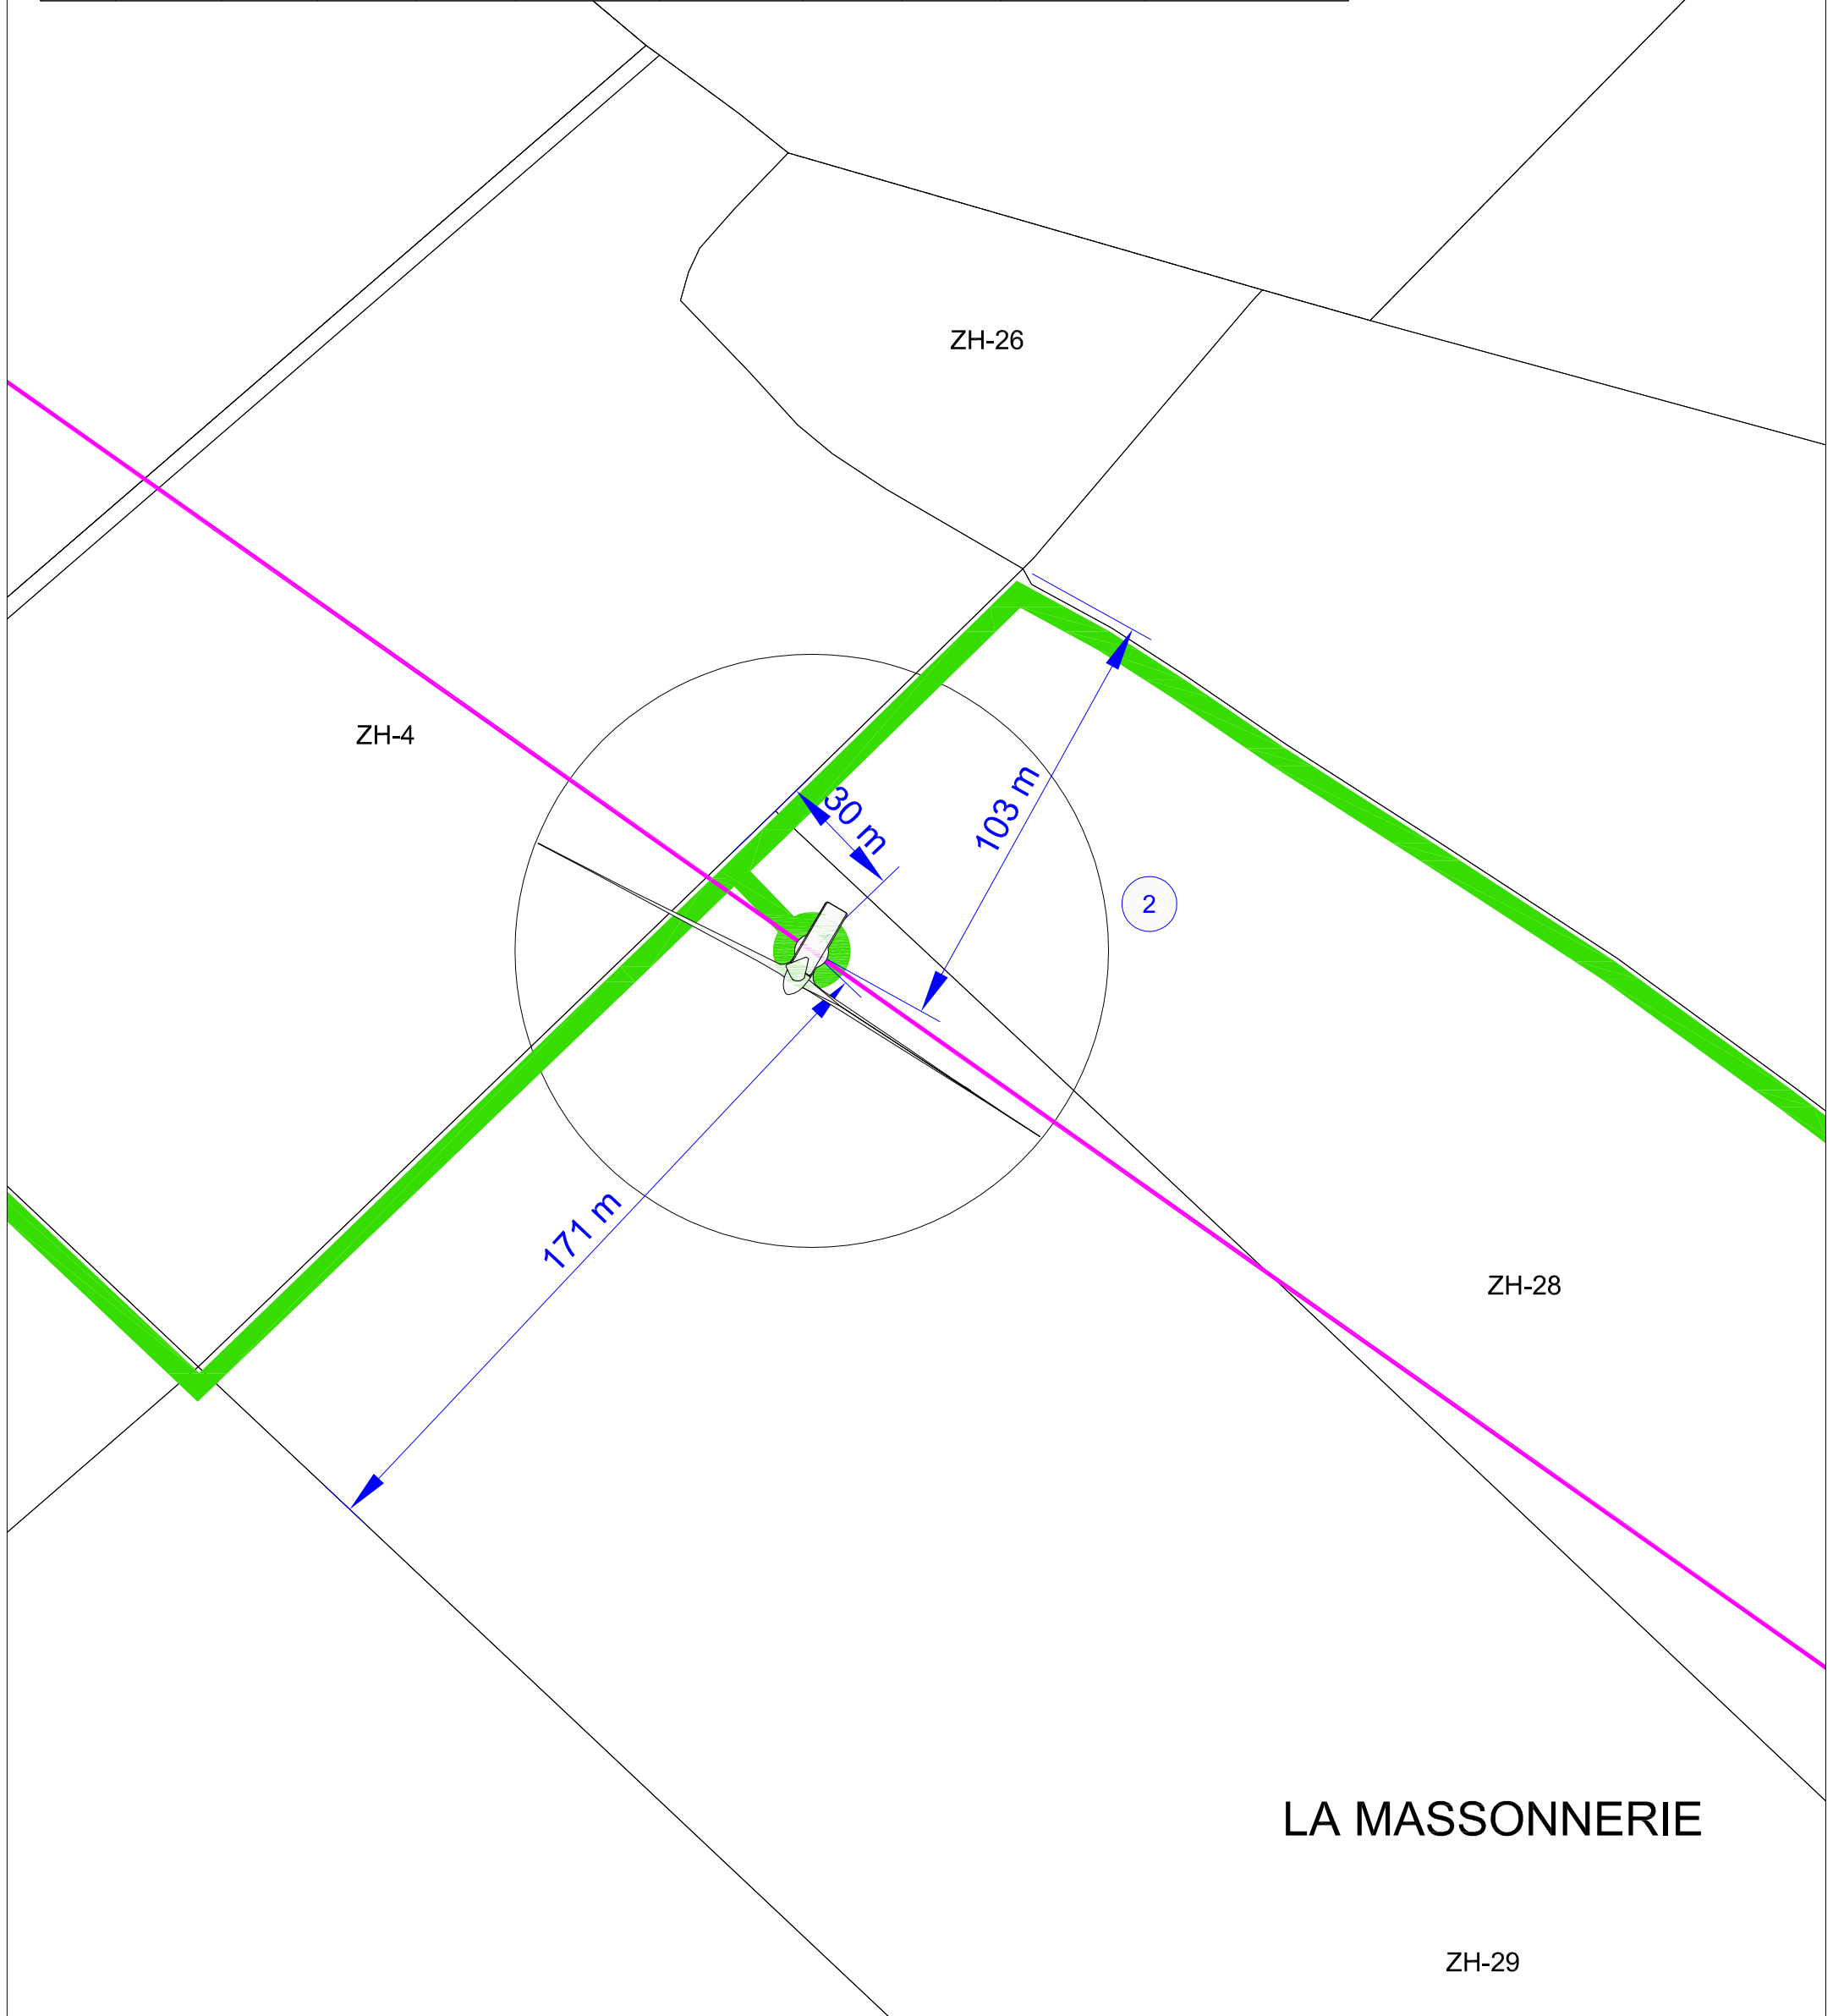 ZH-26
ZH-4
30 m
103 m
2
171 m
ZH-28
LA MASSONNERIE
ZH-29